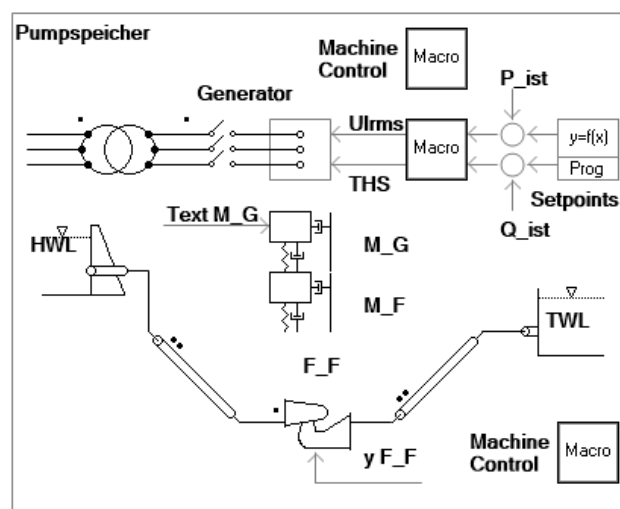 Pumpspeicher
Machine
Control
Macro
P_ist
Generator
UIrms
Macro
y=f(x)
Prog
THS
Setpoints
Q_ist
Text M_G
HWL
M_G
M_F
TWL
F_F
y F_F
Machine
Control
Macro